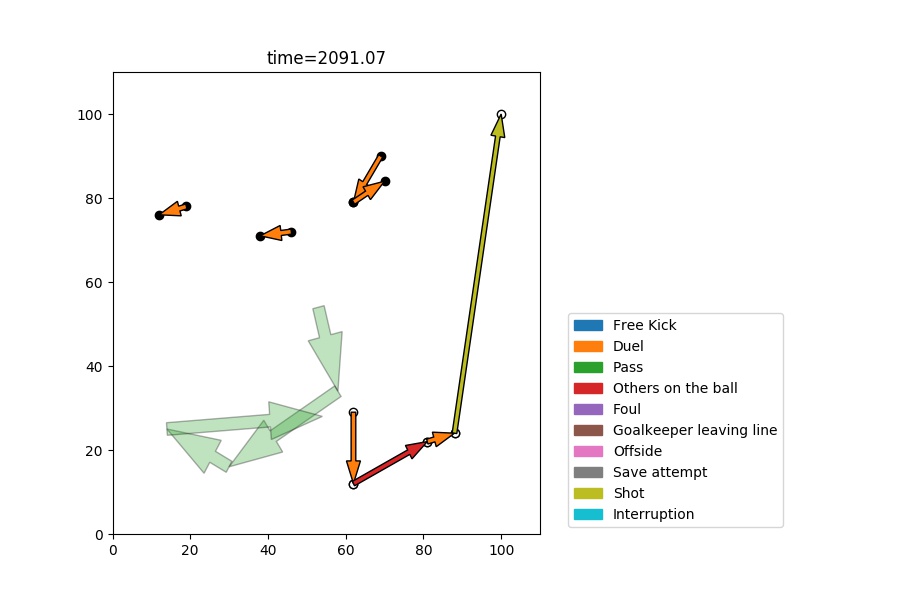 time=2091.07
100
80
60
40
20
0
0 20 40 60 80 100
Free Kick
Duel
Pass
Others on the ball
Foul
Goalkeeper leaving line
Offside
Save attempt
Shot
Interruption